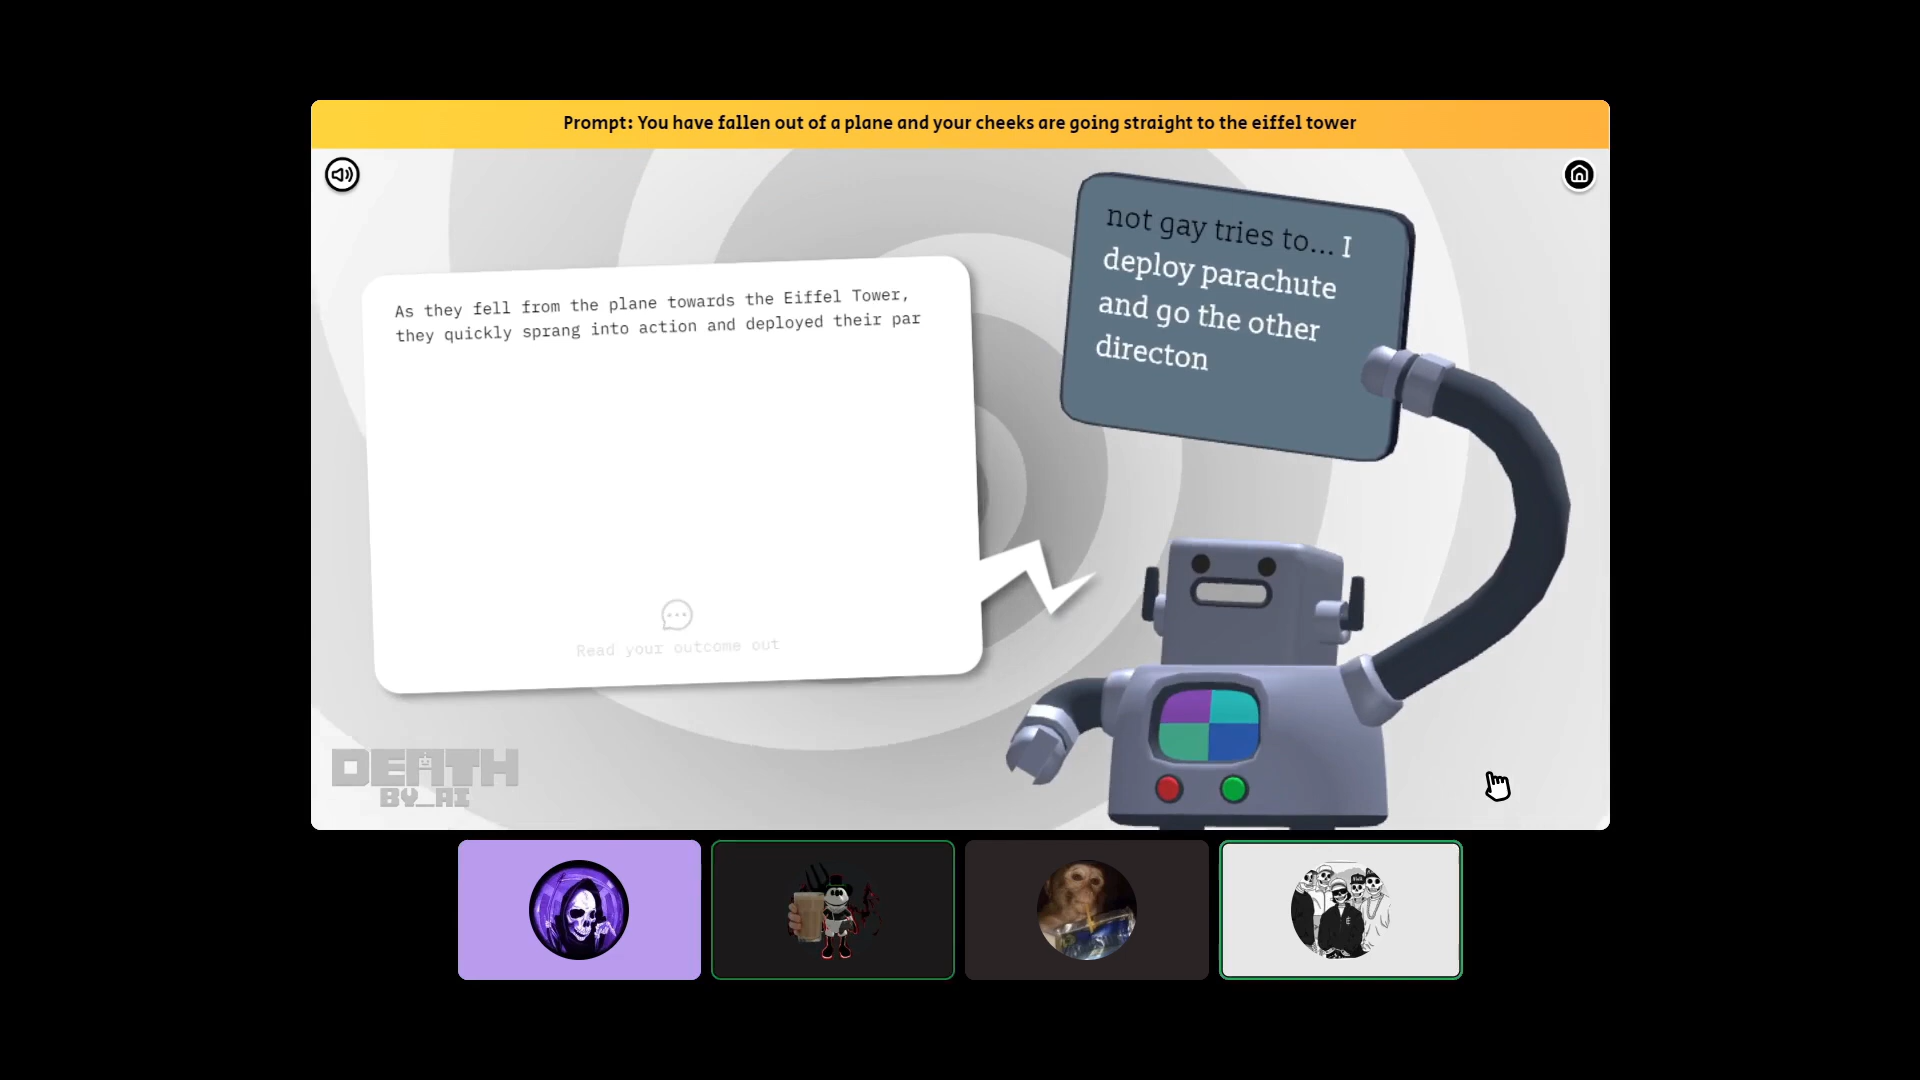 Prompt: You have fallen out of a plane and your cheeks are going straight to the eiffel tower
not gay tries to... I
deploy parachute
and go the other
directon
As they fell from the plane towards the Eiffel Tower,
they quickly sprang into action and deployed their par
Read your outcome out
DEATH
BY_AI